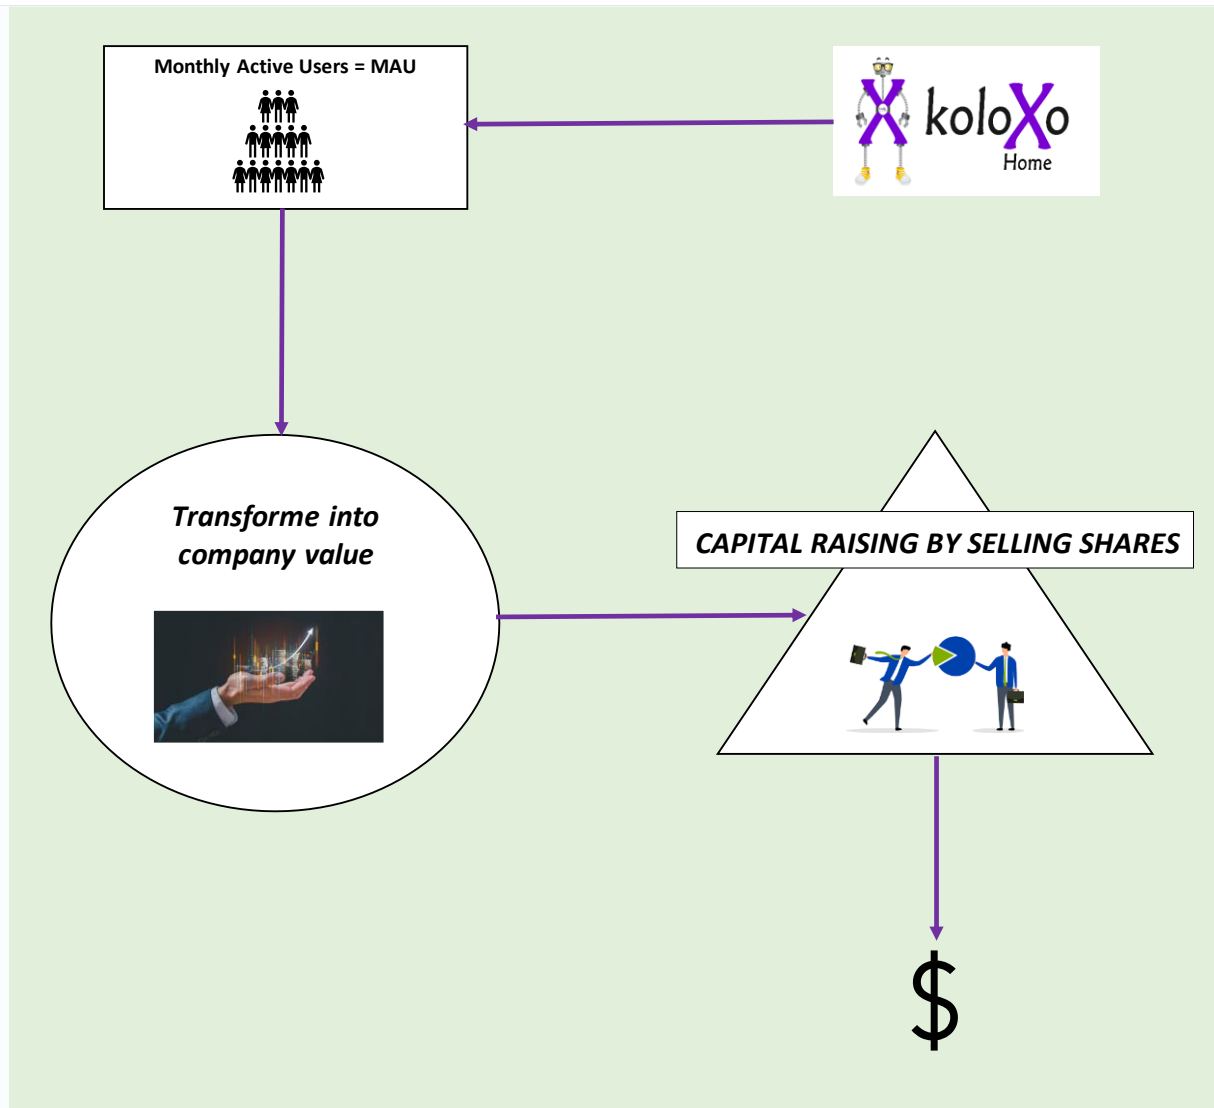 Monthly Active Users = MAU
koloXo
Home
Transforme into
company value
CAPITAL RAISING BY SELLING SHARES
$